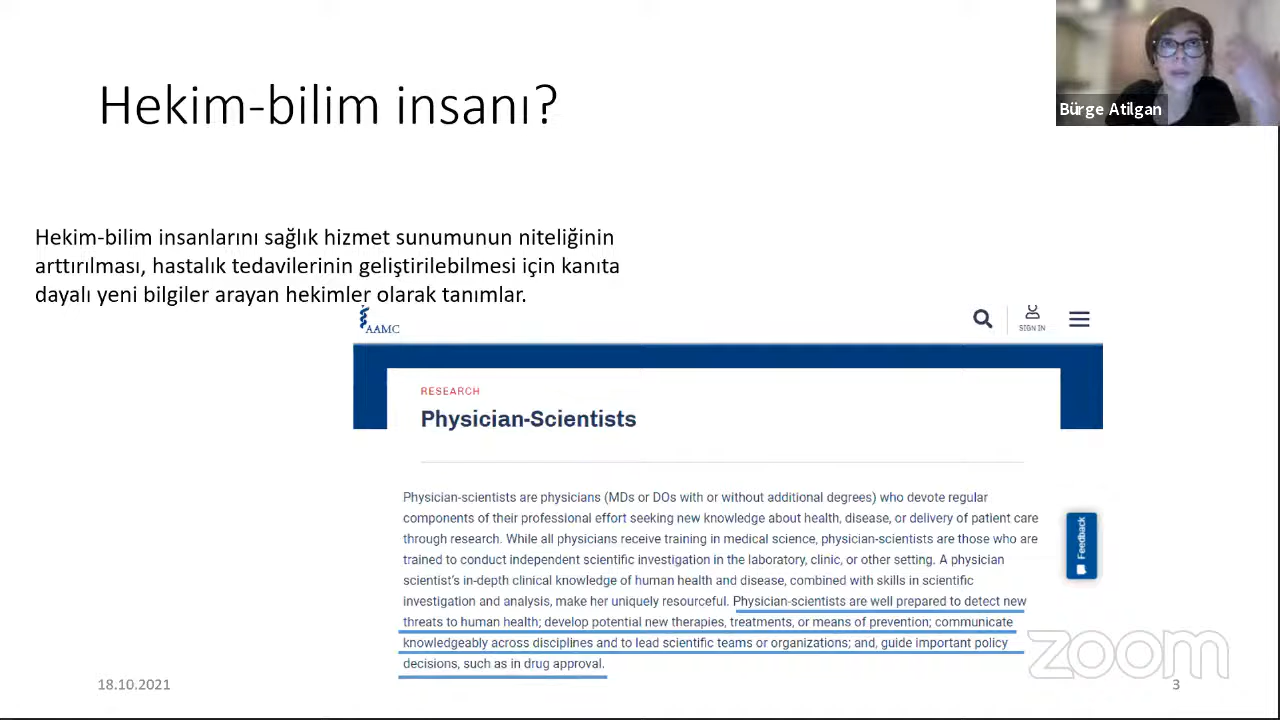 Bürge Atilgan
Hekim-bilim insanı?
Hekim-bilim insanlarını sağlık hizmet sunumunun niteliğinin
arttırılması, hastalık tedavilerinin geliştirilebilmesi için kanıta
dayalı yeni bilgiler arayan hekimler olarak tanımlar.
AAMC
SIGN IN
RESEARCH
Physician-Scientists
Physician-scientists are physicians (MDs or DOs with or without additional degrees) who devote regular
components of their professional effort seeking new knowledge about health, disease, or delivery of patient care
through research. While all physicians receive training in medical science, physician-scientists are those who are
trained to conduct independent scientific investigation in the laboratory, clinic, or other setting. A physician
scientist's in-depth clinical knowledge of human health and disease, combined with skills in scientific
investigation and analysis, make her uniquely resourceful. Physician-scientists are well prepared to detect new
threats to human health; develop potential new therapies, treatments, or means of prevention; communicate
knowledgeably across disciplines and to lead scientific teams or organizations; and, guide important policy
decisions, such as in drug approval.
Feedback
zoom
18.10.2021
3